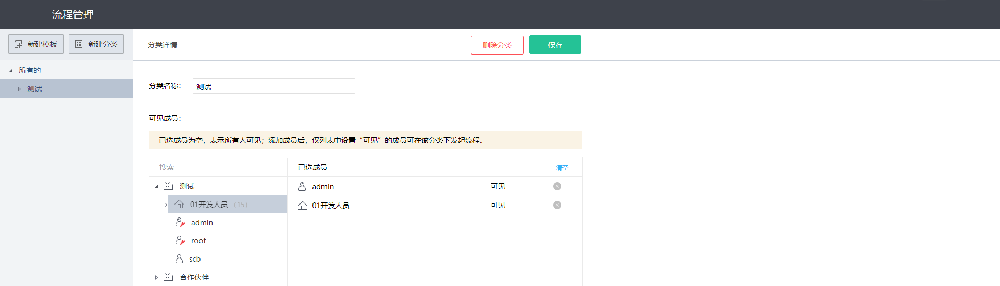 流程管理
新建模板 新建分类
分类详情 删除分类 保存
所有的
测试
分类名称： 测试
可见成员：
已选成员为空，表示所有人可见；添加成员后，仅列表中设置“可见”的成员可在该分类下发起流程。
搜索 已选成员 清空
测试 admin 可见
01开发人员 (15) 01开发人员 可见
admin
root
scb
合作伙伴